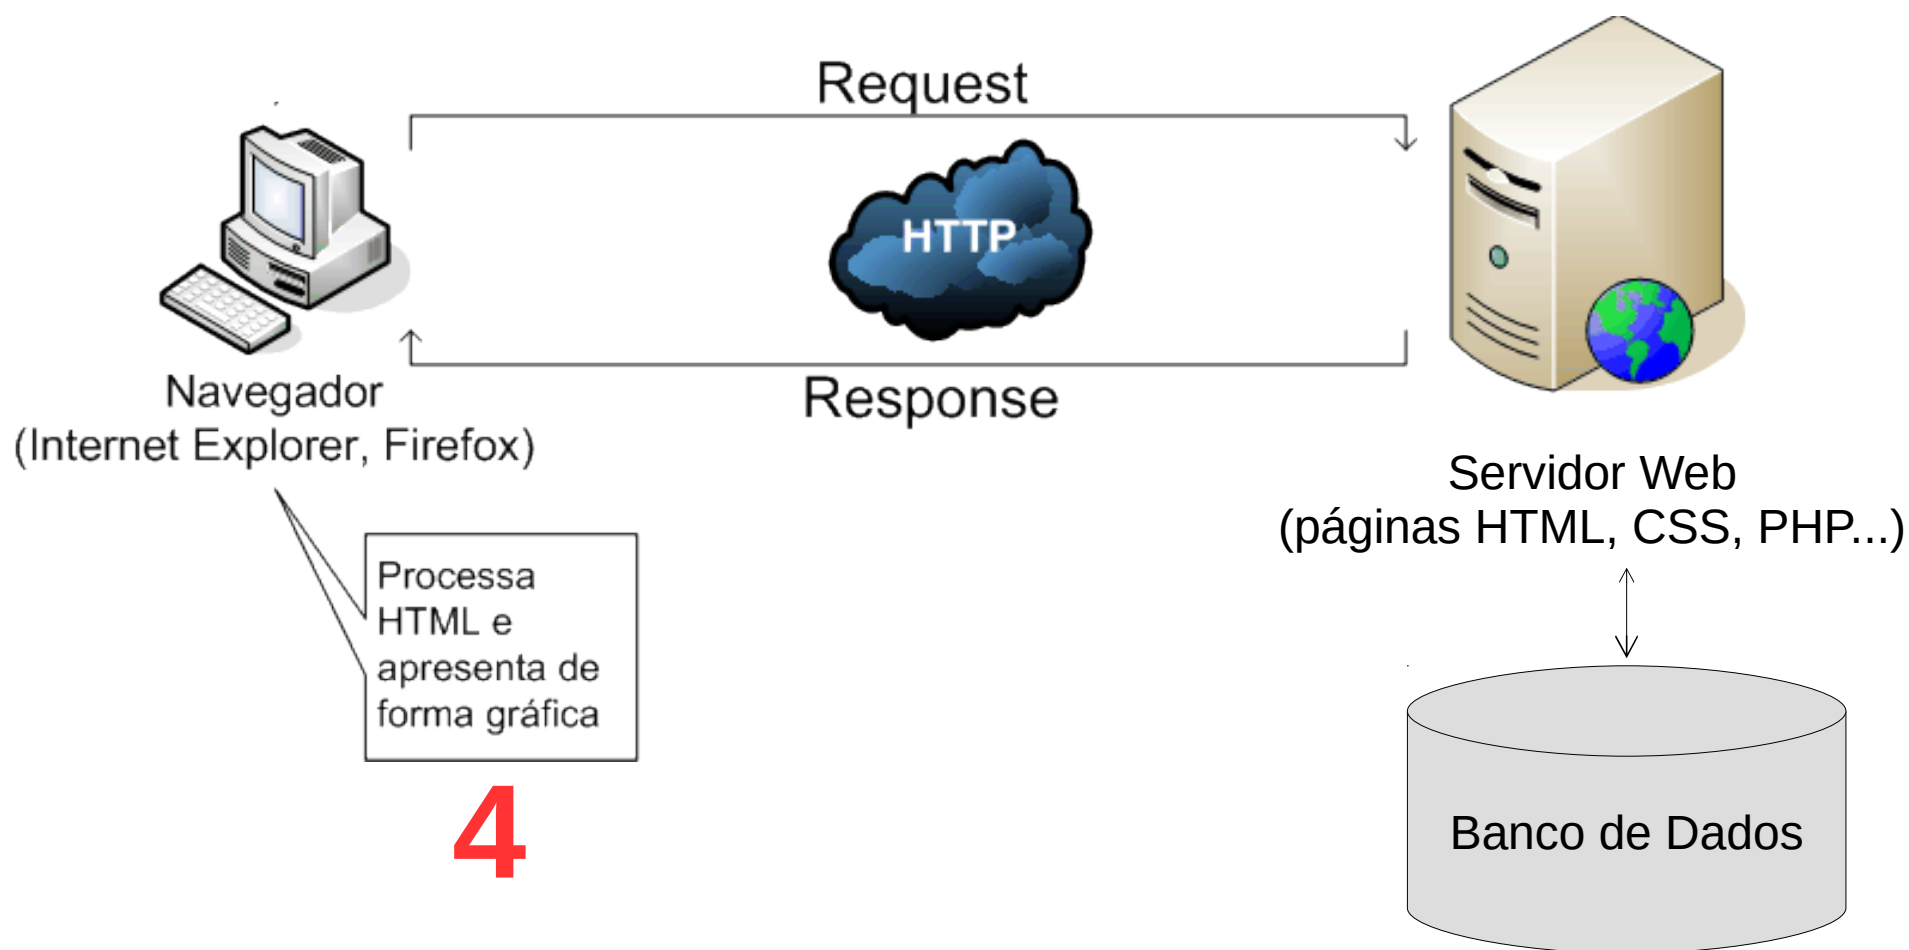 Request
HTTP
Response
Navegador
(Internet Explorer, Firefox)
Servidor Web
(páginas HTML, CSS, PHP...)
Processa
HTML e
apresenta de
forma gráfica
4
Banco de Dados